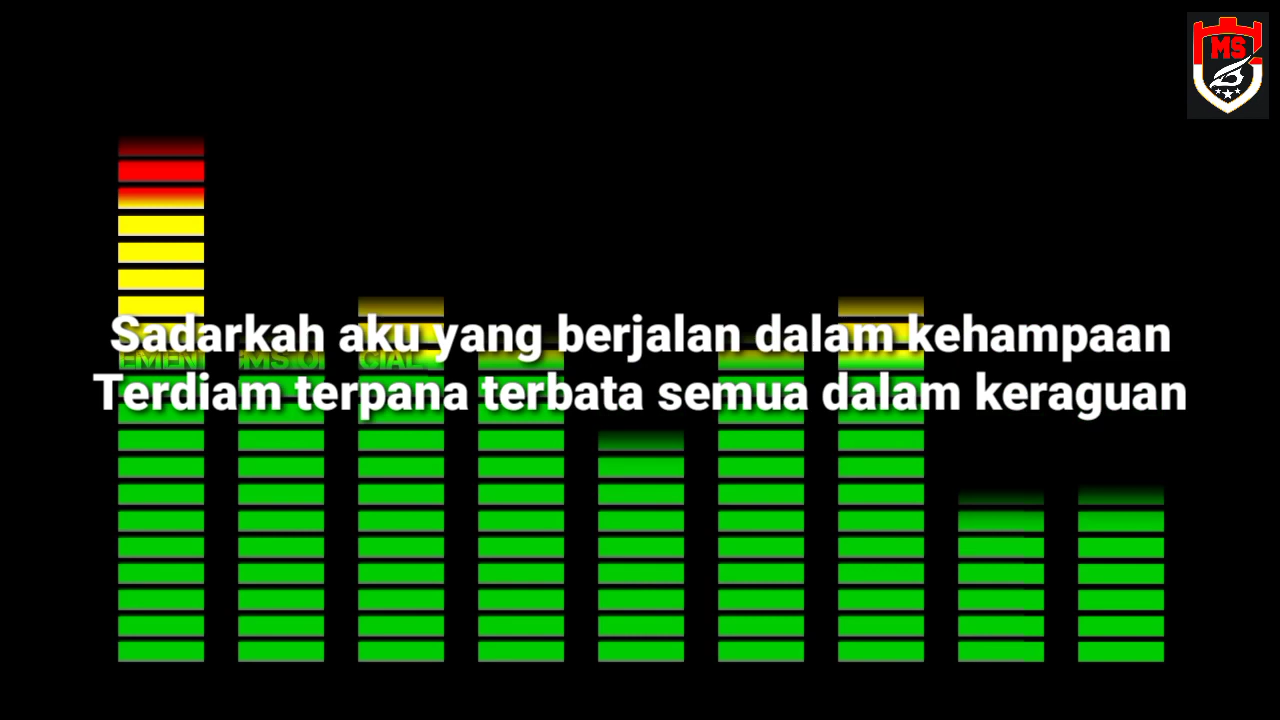 MS
Sadarkah aku yang berjalan dalam kehampaan
Terdiam terpana terbata semua dalam keraguan